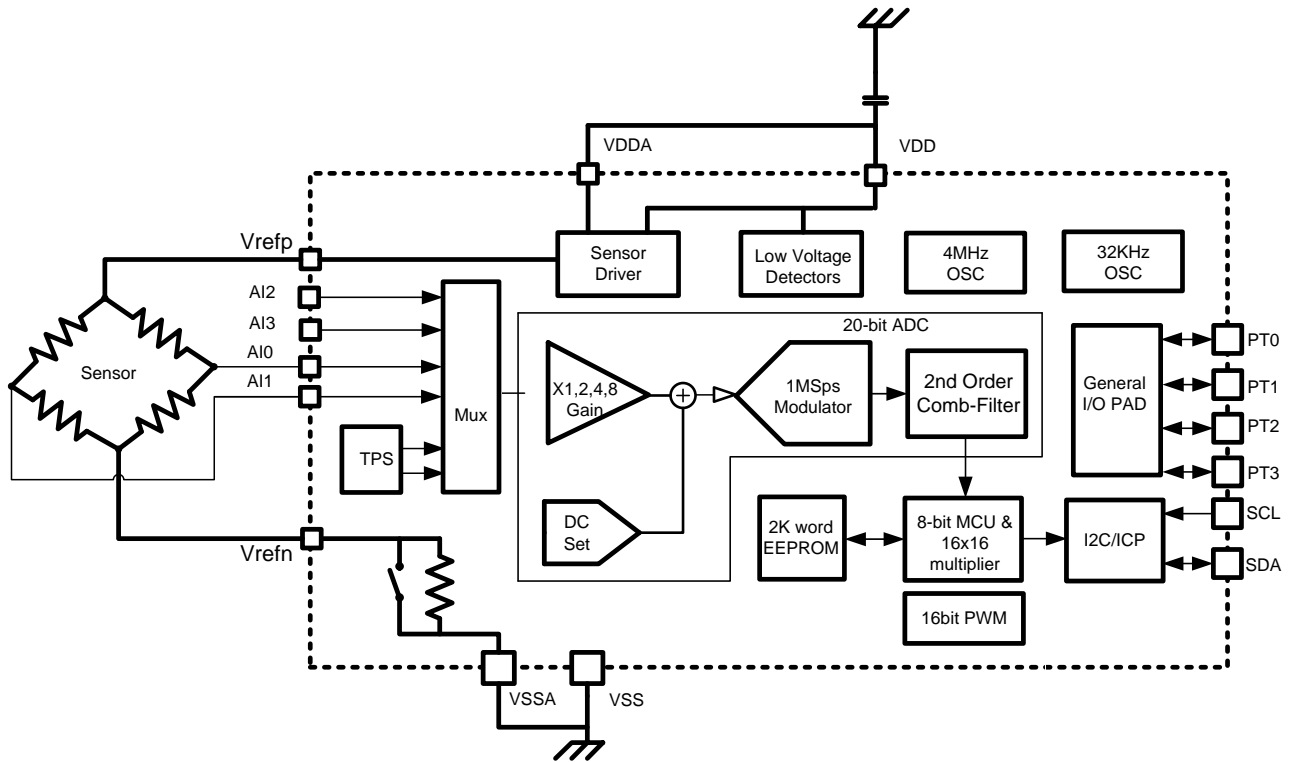 VDDA
VDD
Vrefp
Sensor
Driver
Low Voltage
Detectors
4MHz
OSC
32KHz
OSC
AI2
AI3
AI0
AI1
Sensor
Mux
TPS
20-bit ADC
X1,2,4,8
Gain
1MSps
Modulator
2nd Order
Comb-Filter
General
I/O PAD
PT0
PT1
PT2
PT3
SCL
SDA
DC
Set
2K word
EEPROM
8-bit MCU &
16x16
multiplier
I2C/ICP
16bit PWM
Vrefn
VSSA
VSS